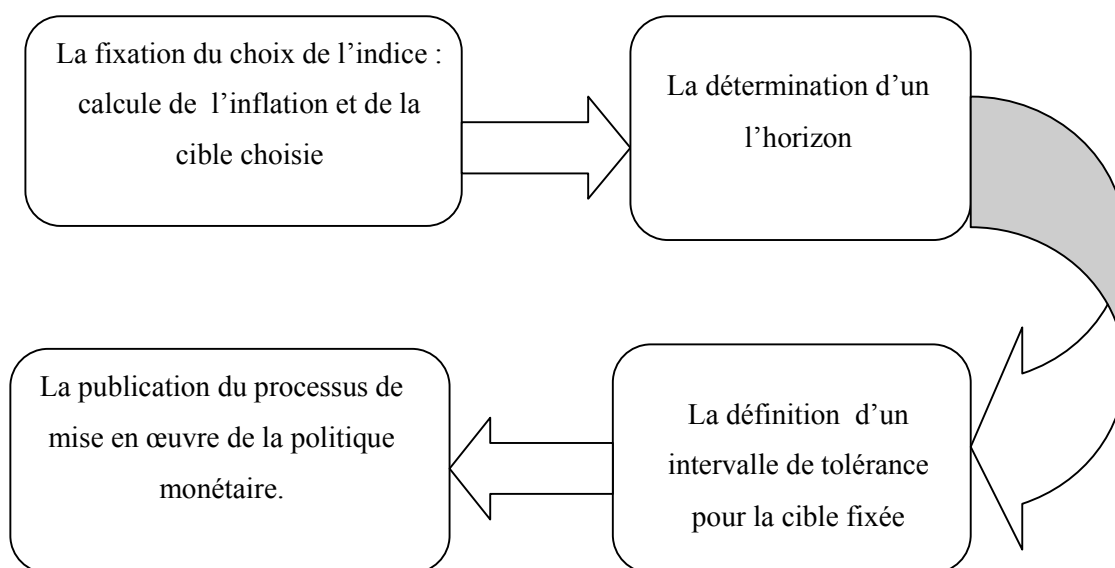 La fixation du choix de l’indice :
calcule de l’inflation et de la
cible choisie
La détermination d’un
l’horizon
La définition d’un
intervalle de tolérance
pour la cible fixée
La publication du processus de
mise en œuvre de la politique
monétaire.